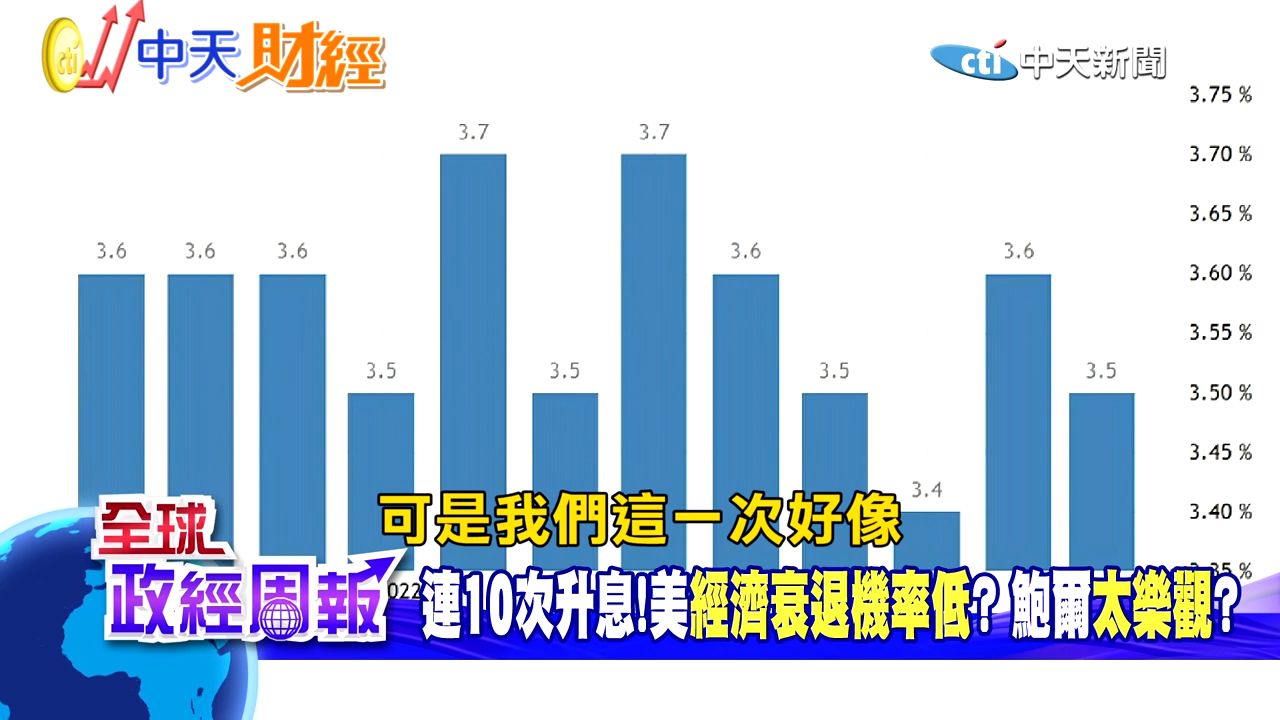 cti 中天財經
cti 中天新聞
3.75 %
3.7 3.7
3.70 %
3.65 %
3.6 3.6 3.6 3.6 3.6
3.60 %
3.55 %
3.5 3.5 3.5 3.5
3.50 %
3.45 %
3.4
3.40 %
可是我們這一次好像
全球
政經周報
連10次升息!美經濟衰退機率低?鮑爾太樂觀?